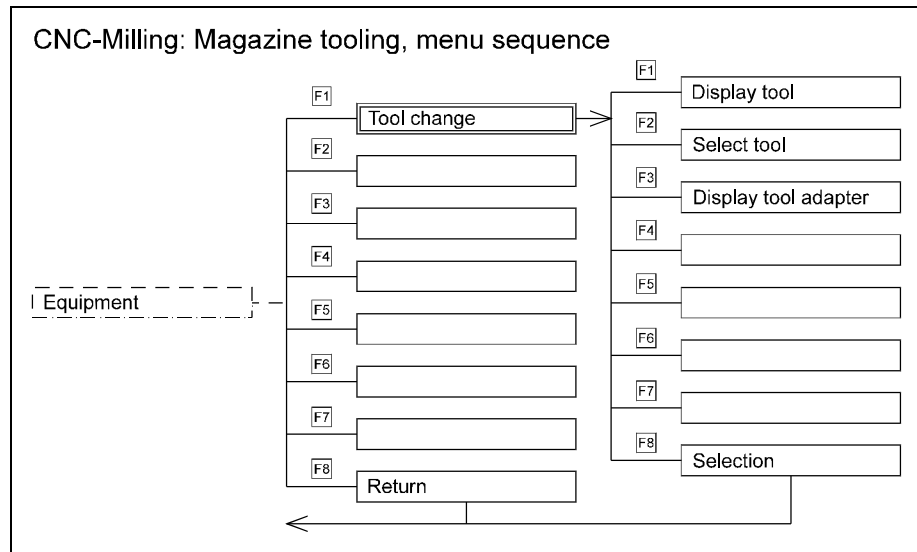 CNC-Milling: Magazine tooling, menu sequence
Equipment
F1
Tool change
F2
F3
F4
F5
F6
F7
F8
Return
F1
Display tool
F2
Select tool
F3
Display tool adapter
F4
F5
F6
F7
F8
Selection